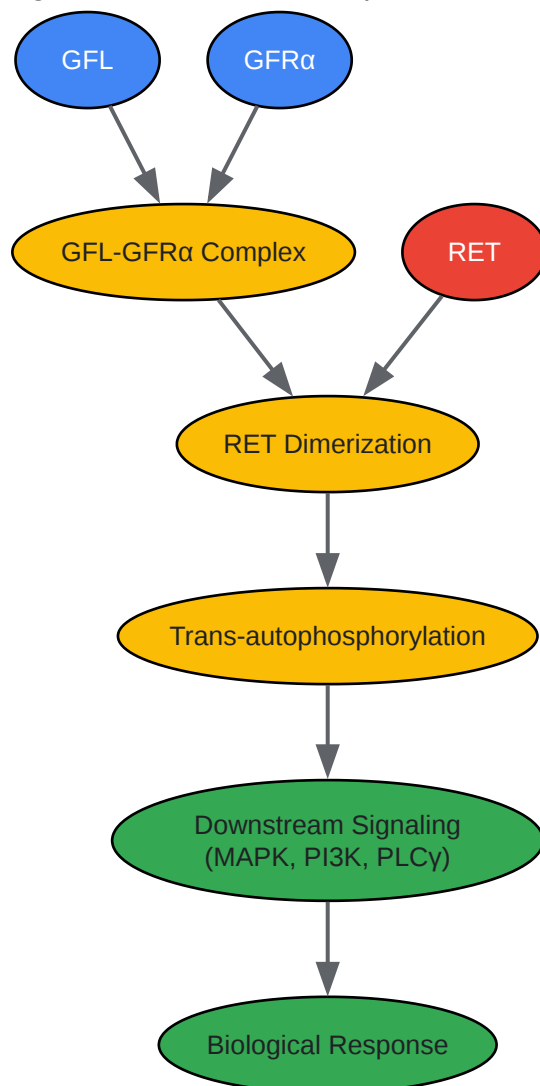 GFL
GFRα
GFL-GFRα Complex
RET
RET Dimerization
Trans-autophosphorylation
Downstream Signaling
(MAPK, PI3K, PLCγ)
Biological Response